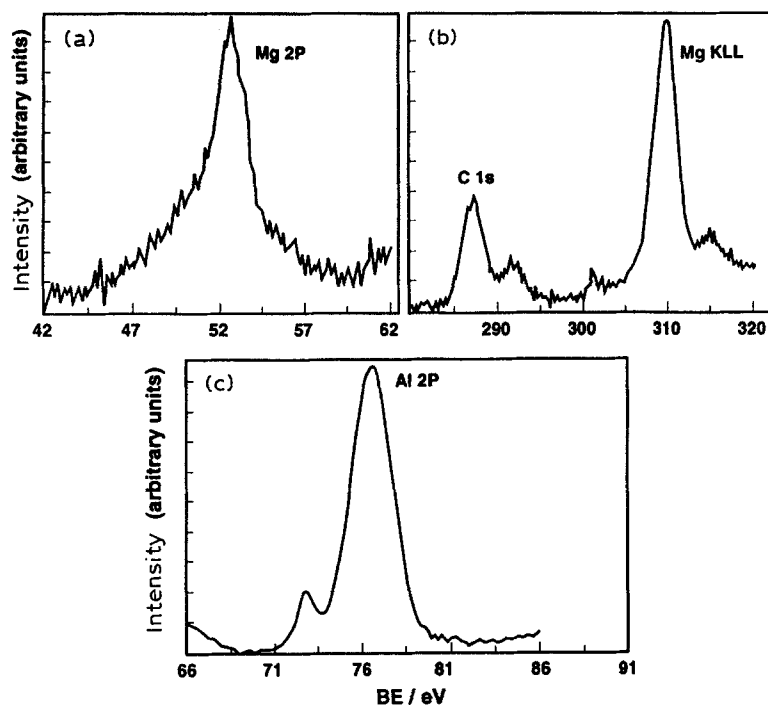 (a)
Mg 2P
Intensity (arbitrary units)
42 47 52 57 62
(b)
Mg KLL
C 1s
290 300 310 320
(c)
Al 2P
Intensity (arbitrary units)
66 71 76 81 86 91
BE / eV